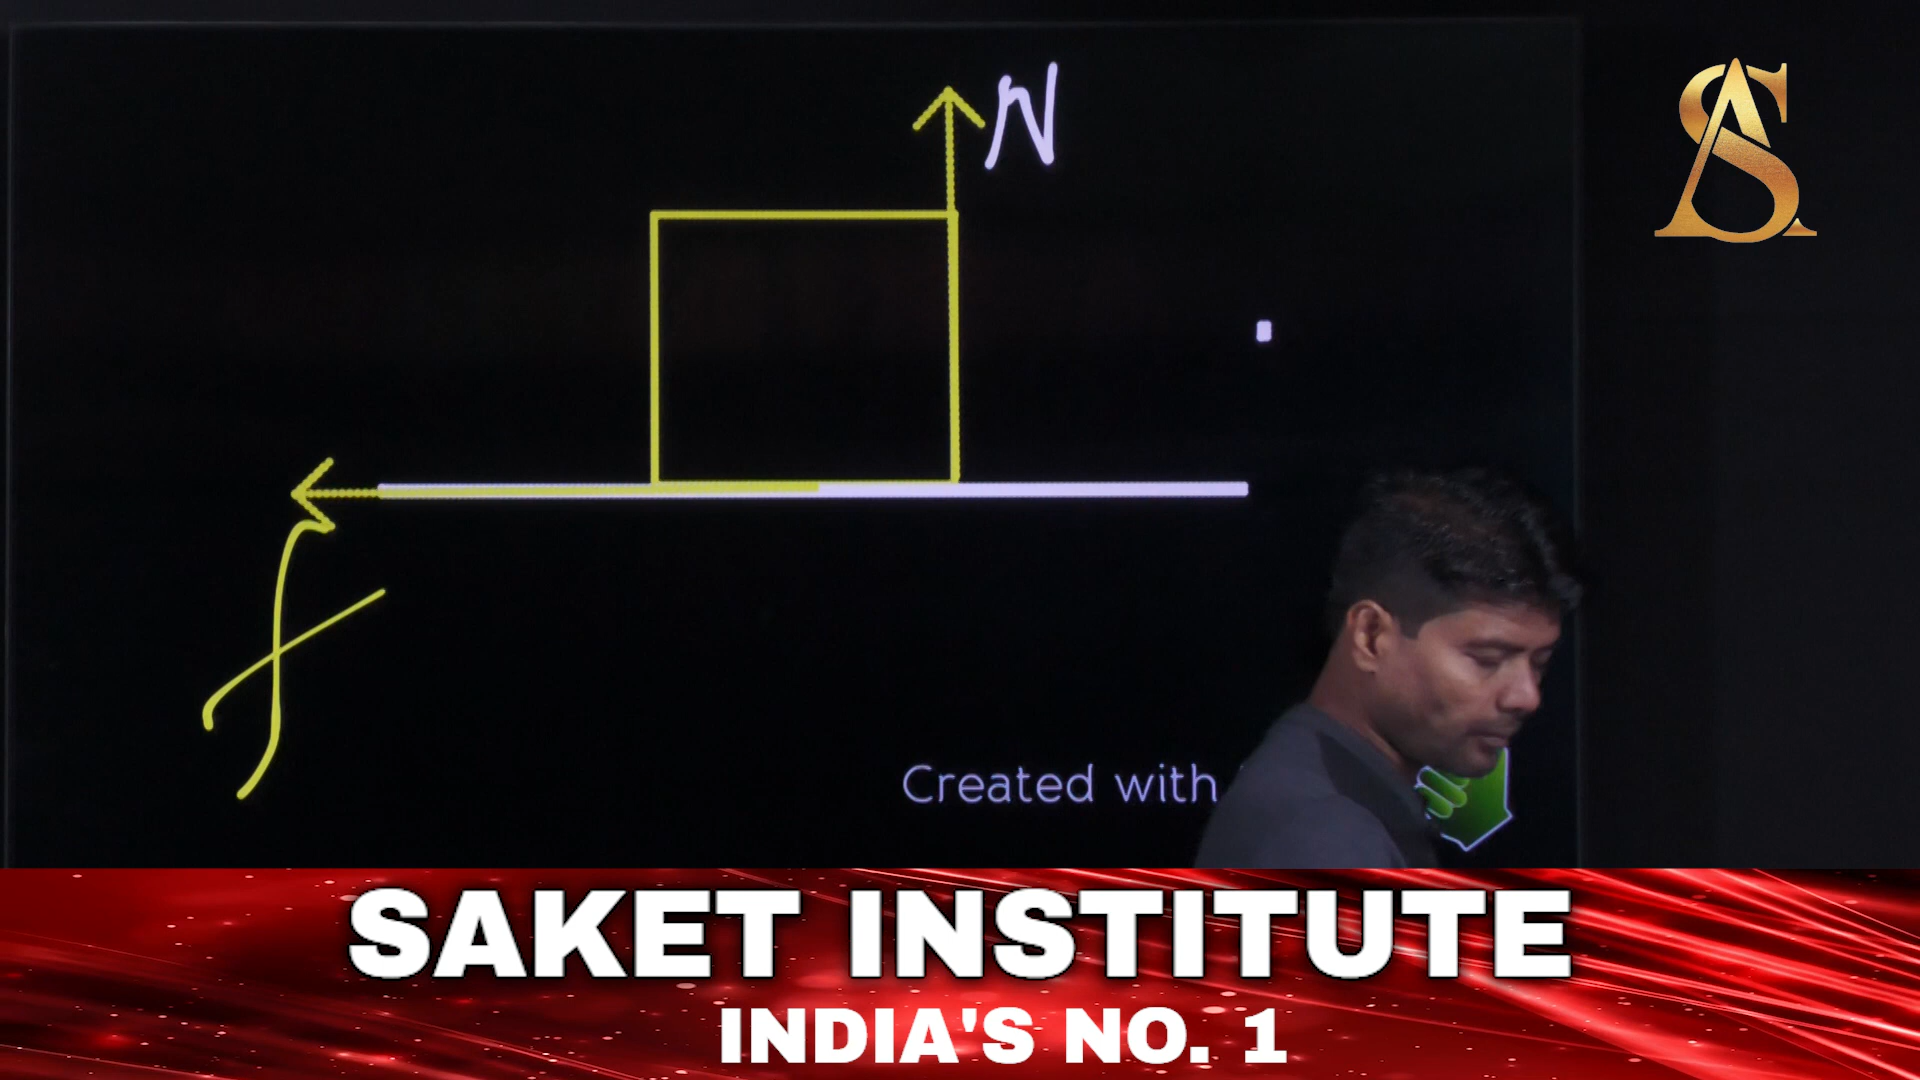 N
f
Created with
SAKET INSTITUTE
INDIA'S NO. 1